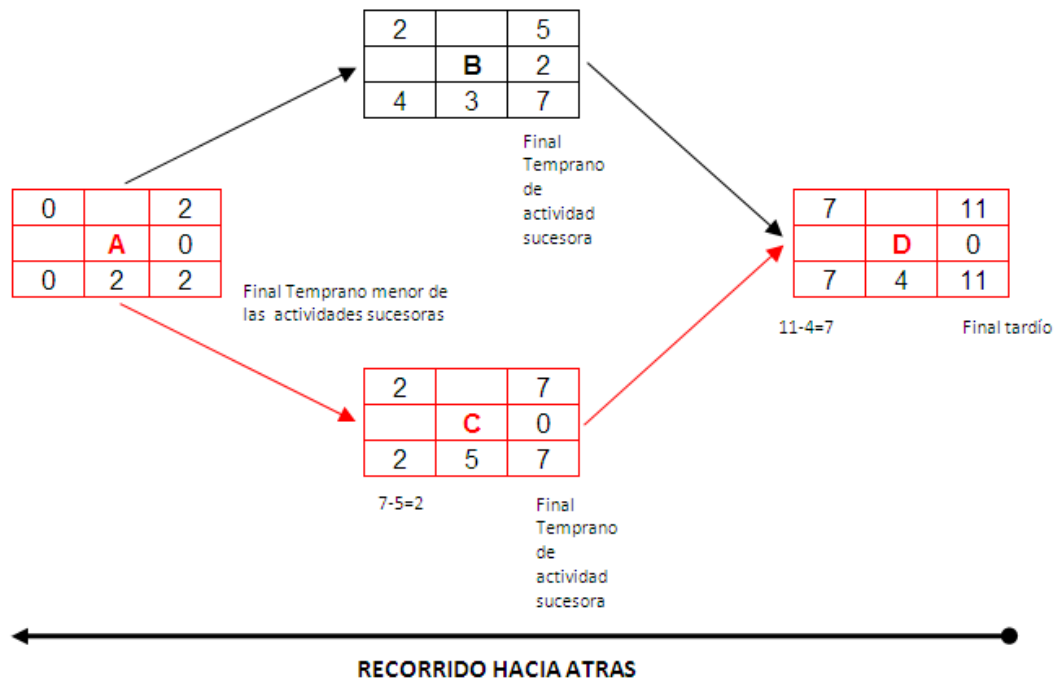 2 5
B 2
4 3 7
Final
Temprano
de
actividad
sucesora
0 2
A 0
0 2 2
Final Temprano menor de
las actividades sucesoras
7 11
D 0
7 4 11
11-4=7 Final tardío
2 7
C 0
2 5 7
7-5=2
Final
Temprano
de
actividad
sucesora
RECORRIDO HACIA ATRAS